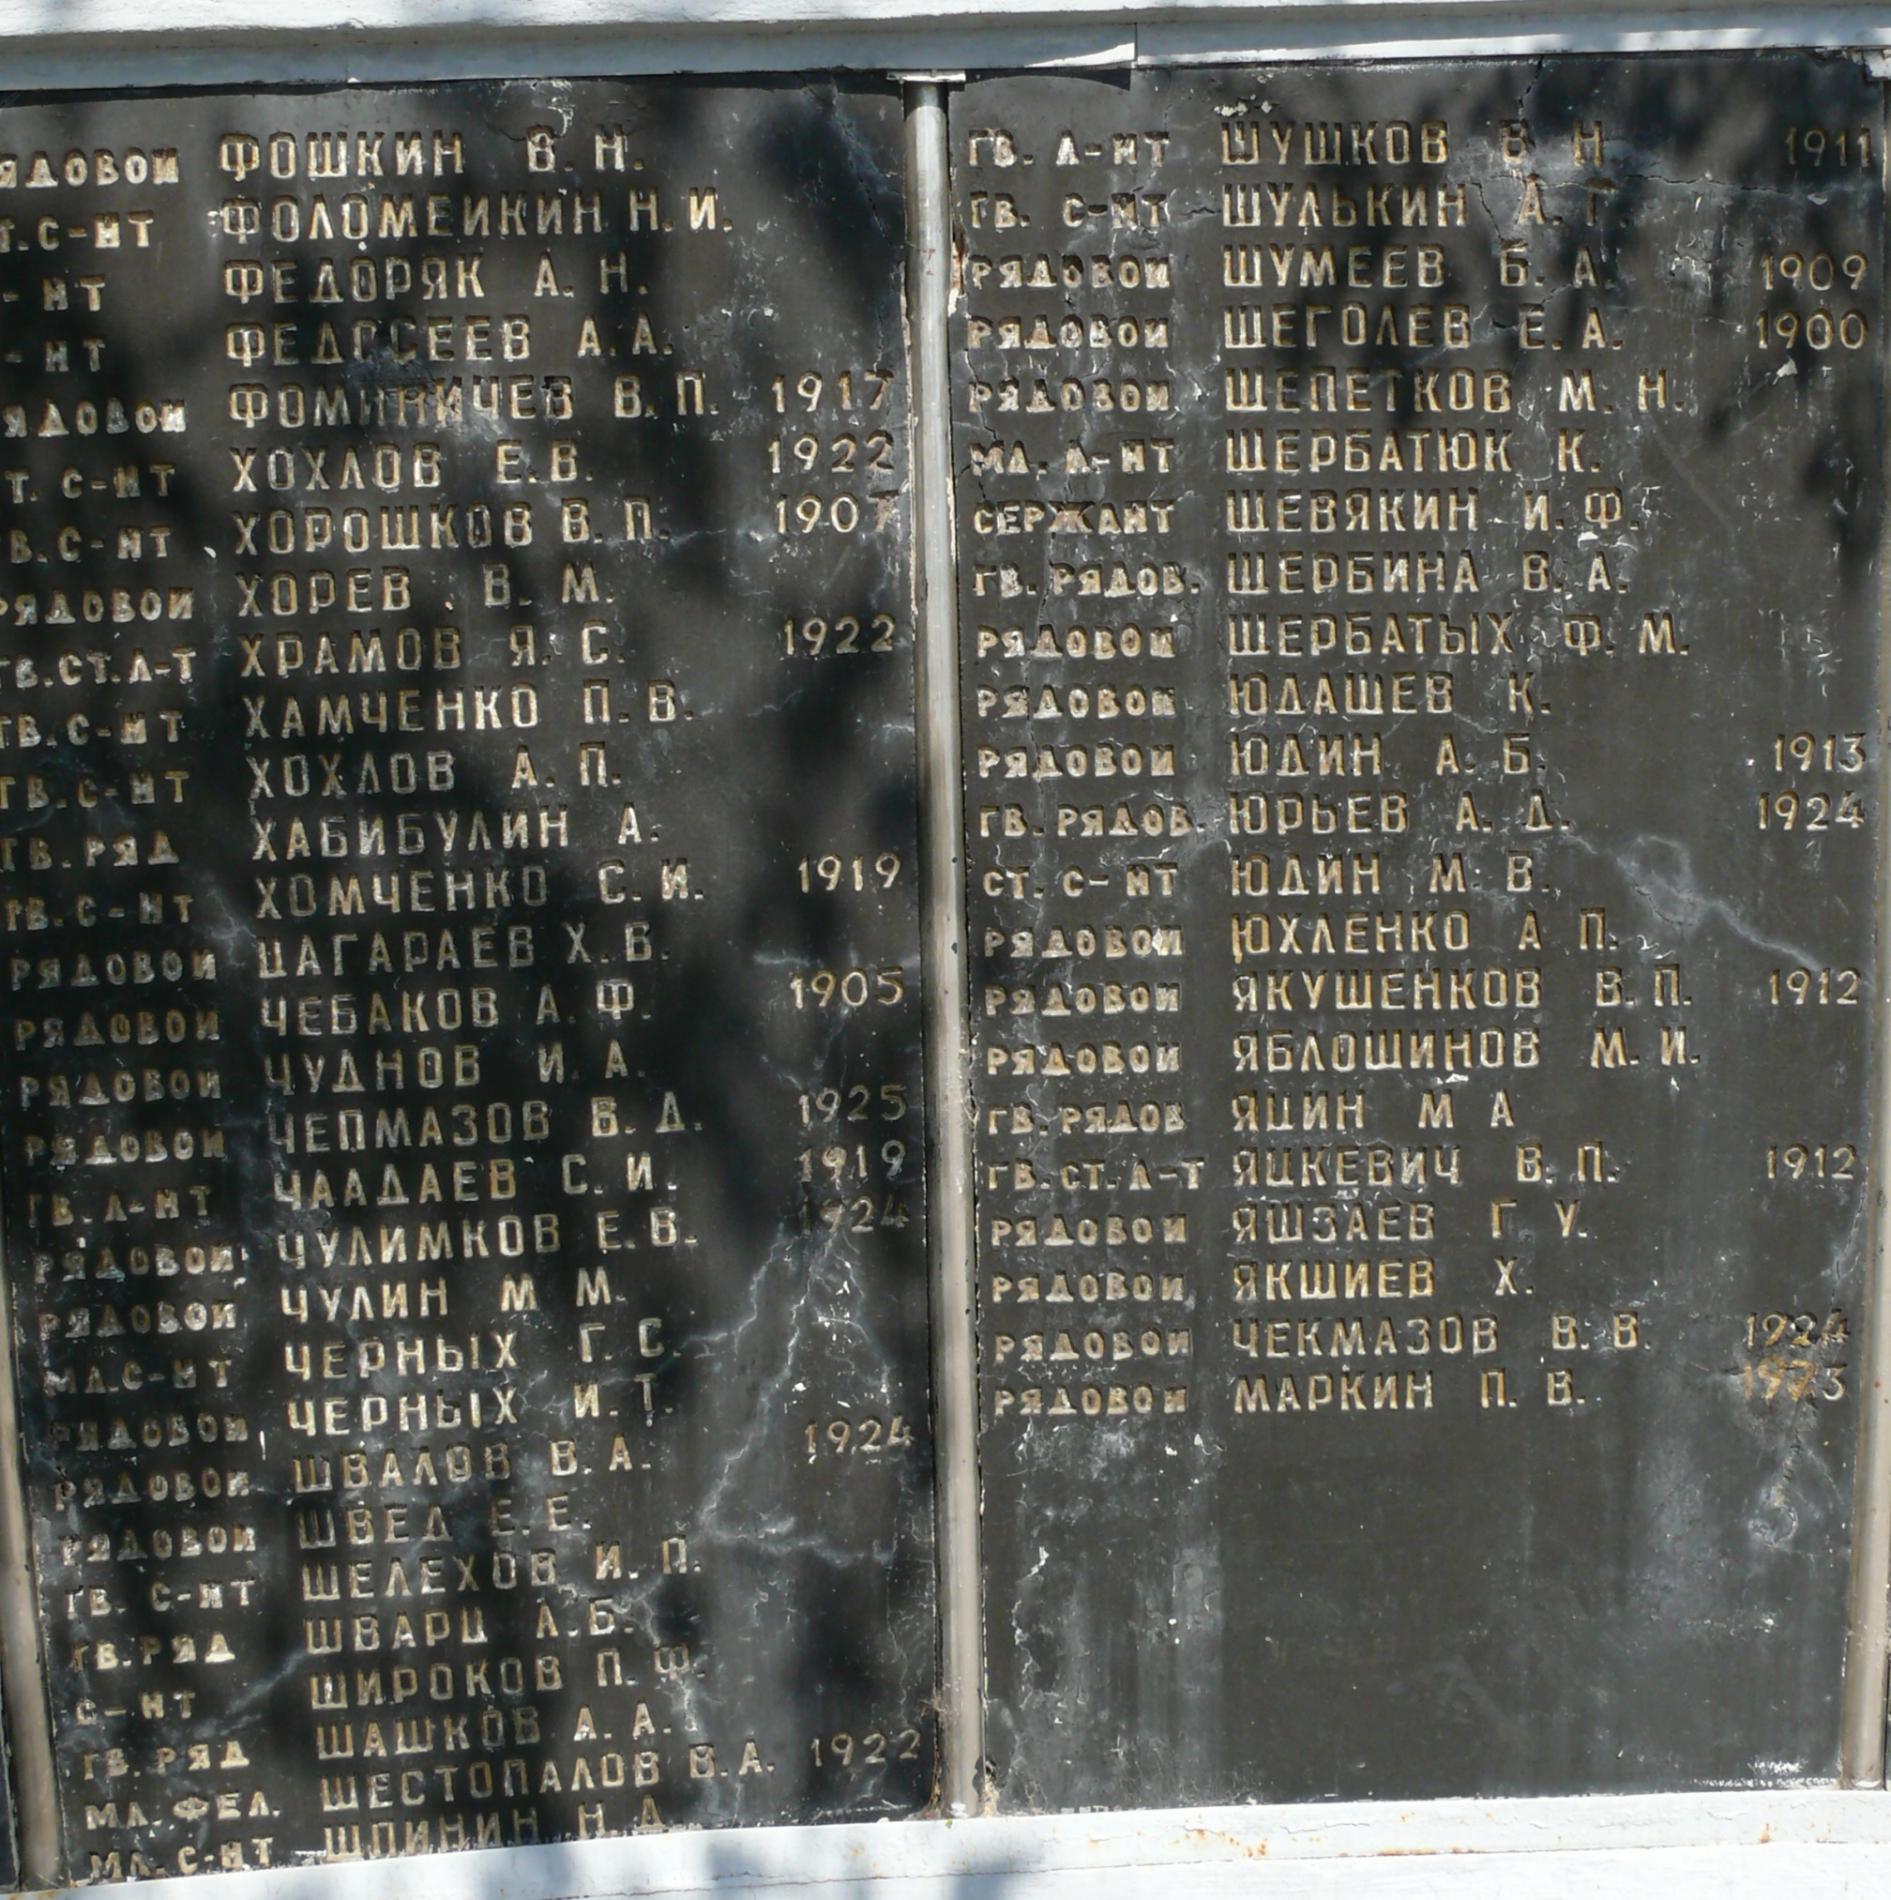 РЯДОВОЙ ФОШКИН В. Н.
СТ. С-НТ ФОЛОМЕЙКИН Н. И.
С-НТ ФЕДОРЯК А. Н.
С-НТ ФЕДОСЕЕВ А. А.
РЯДОВОЙ ФОМИНИЧЕВ В. П. 1917
СТ. С-НТ ХОХЛОВ Е. В. 1922
ГВ. С-НТ ХОРОШКОВ В. П. 1907
РЯДОВОЙ ХОРЕВ В. М.
ГВ. СТ. Л-Т ХРАМОВ Я. С. 1922
ГВ. С-НТ ХАМЧЕНКО П. В.
ГВ. С-НТ ХОХЛОВ А. П.
ГВ. РЯД ХАБИБУЛИН А.
ГВ. С-НТ ХОМЧЕНКО С. И. 1919
РЯДОВОЙ ЦАГАРАЕВ Х. В.
РЯДОВОЙ ЧЕБАКОВ А. Ф. 1905
РЯДОВОЙ ЧУДНОВ И. А.
РЯДОВОЙ ЧЕПМАЗОВ В. Д. 1925
ГВ. Л-НТ ЧААДАЕВ С. И. 1919
РЯДОВОЙ ЧУЛИМКОВ Е. В. 1924
РЯДОВОЙ ЧУЛИН М М.
МЛ. С-НТ ЧЕРНЫХ Г. С.
РЯДОВОЙ ЧЕРНЫХ И. Т.
РЯДОВОЙ ШВАЛОВ В. А. 1924
РЯДОВОЙ ШВЕД Е. Е.
ГВ. С-НТ ШЕЛЕХОВ И. П.
ГВ. РЯД ШВАРЦ А. Б.
С-НТ ШИРОКОВ П. Ф.
ГВ. РЯД ШАШКОВ А. А.
МЛ. ФЕЛ. ШЕСТОПАЛОВ В. А. 1922
МЛ. С-НТ ШПИНИН Н. Д.
ГВ. Л-НТ ШУШКОВ В Н 1911
ГВ. С-НТ ШУЛЬКИН А. Г.
РЯДОВОЙ ШУМЕЕВ Б. А. 1909
РЯДОВОЙ ЩЕГОЛЕВ Е. А. 1900
РЯДОВОЙ ЩЕПЕТКОВ М. Н.
МЛ. Л-НТ ЩЕРБАТЮК К.
СЕРЖАНТ ШЕВЯКИН И. Ф.
ГВ. РЯДОВ. ЩЕРБИНА В. А.
РЯДОВОЙ ЩЕРБАТЫХ Ф. М.
РЯДОВОЙ ЮДАШЕВ К.
РЯДОВОЙ ЮДИН А. Б. 1913
ГВ. РЯДОВ. ЮРЬЕВ А. Д. 1924
СТ. С-НТ ЮДИН М. В.
РЯДОВОЙ ЮХЛЕНКО А П.
РЯДОВОЙ ЯКУШЕНКОВ В. П. 1912
РЯДОВОЙ ЯБЛОШИНОВ М. И.
ГВ. РЯДОВ ЯЦИН М А
ГВ. СТ. Л-Т ЯЦКЕВИЧ В. П. 1912
РЯДОВОЙ ЯШЗАЕВ Г. У.
РЯДОВОЙ ЯКШИЕВ Х.
РЯДОВОЙ ЧЕКМАЗОВ В. В. 1924
РЯДОВОЙ МАРКИН П. В. 1923